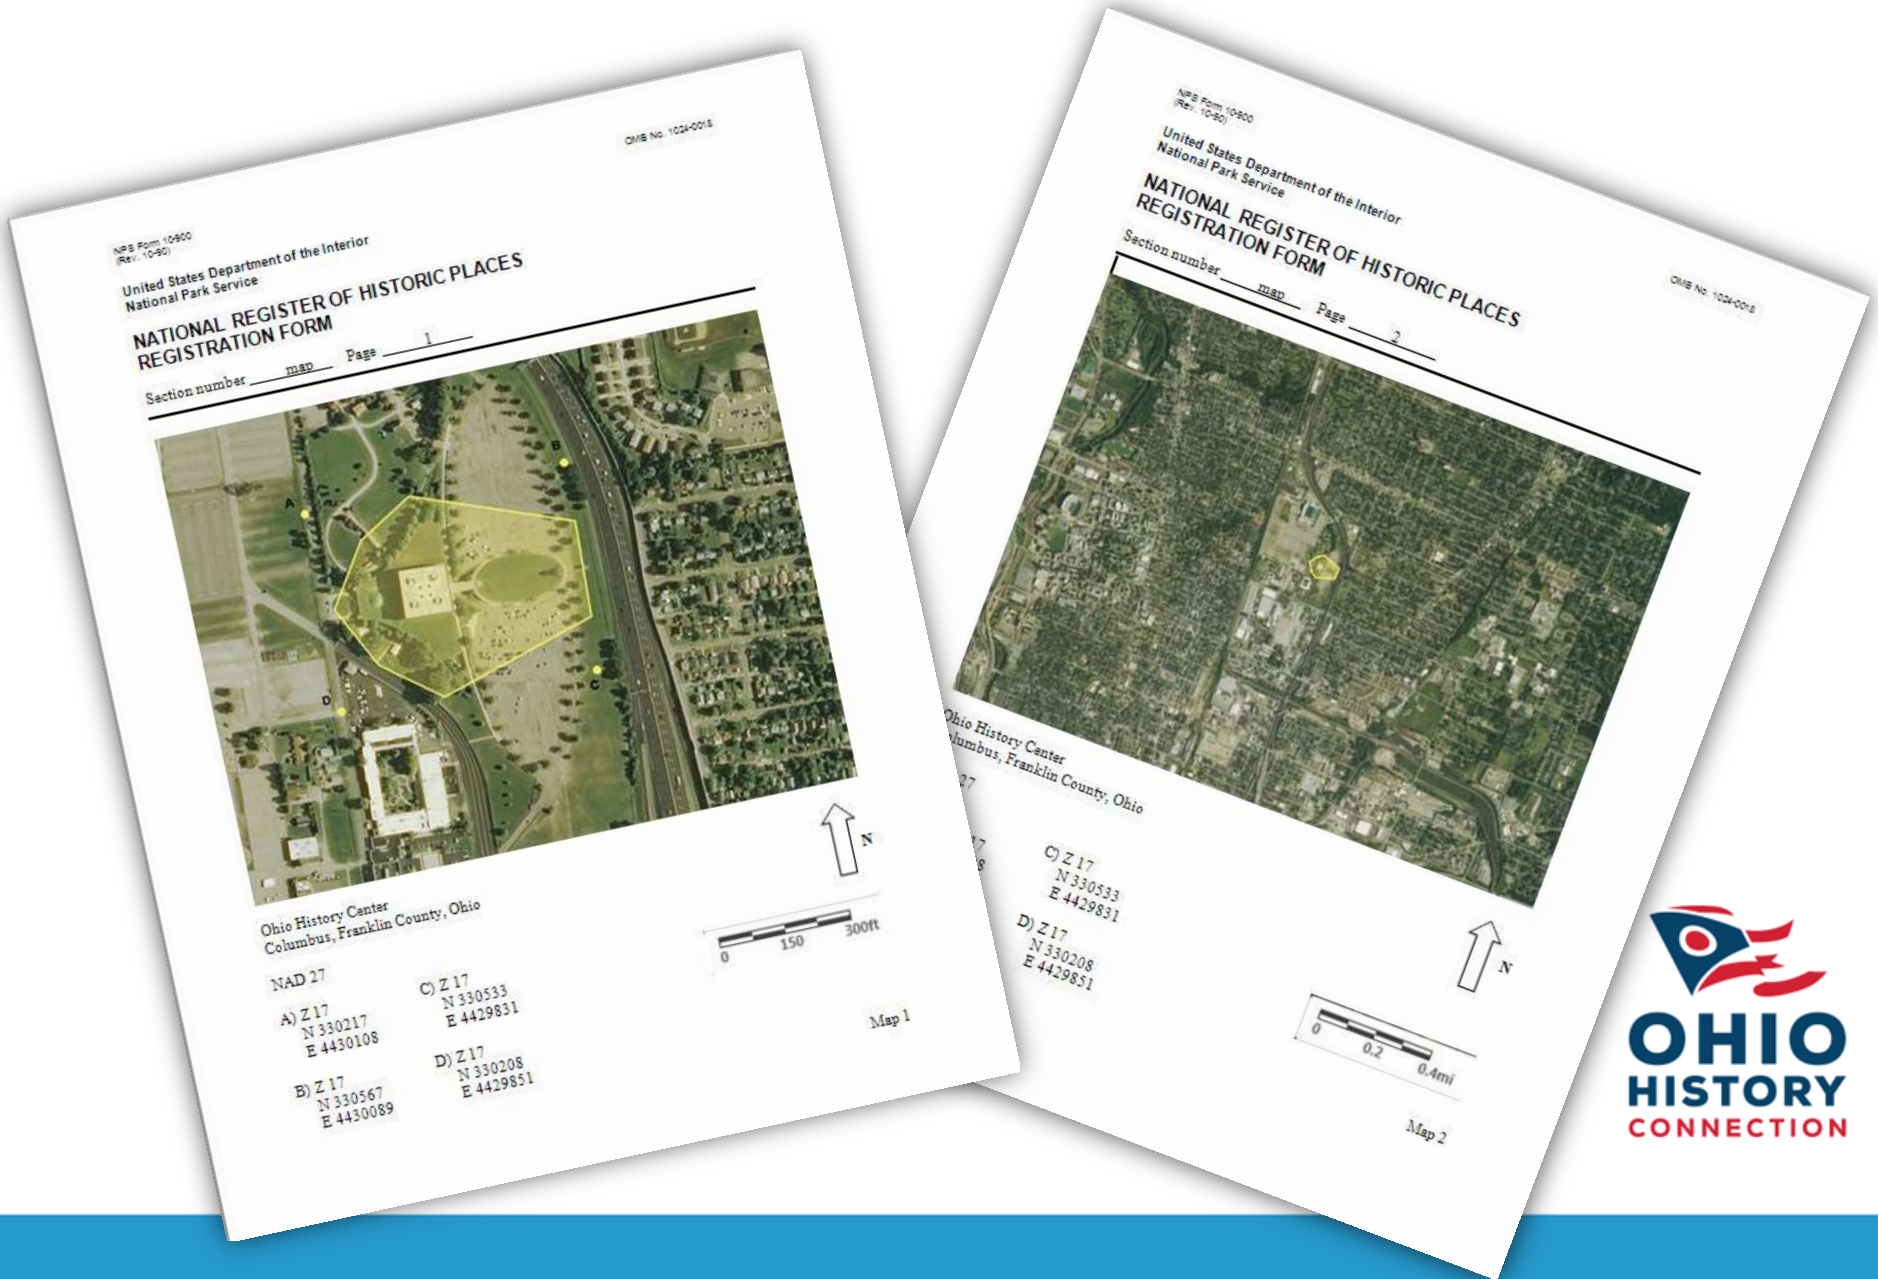 NPS Form 10-900
(Rev. 10-90)
OMB No. 1024-0018
United States Department of the Interior
National Park Service
NATIONAL REGISTER OF HISTORIC PLACES
REGISTRATION FORM
Section number map Page 1
A
B
C
D
N
Ohio History Center
Columbus, Franklin County, Ohio
0 150 300ft
NAD 27
A) Z 17
N 330217
E 4430108
B) Z 17
N 330567
E 4430089
C) Z 17
N 330533
E 4429831
D) Z 17
N 330208
E 4429851
Map 1
NPS Form 10-900
(Rev. 10-90)
OMB No. 1024-0018
United States Department of the Interior
National Park Service
NATIONAL REGISTER OF HISTORIC PLACES
REGISTRATION FORM
Section number map Page 2
Ohio History Center
lumbus, Franklin County, Ohio
27
17
8
C) Z 17
N 330533
E 4429831
D) Z 17
N 330208
E 4429851
N
0 0.2 0.4mi
Map 2
OHIO
HISTORY
CONNECTION